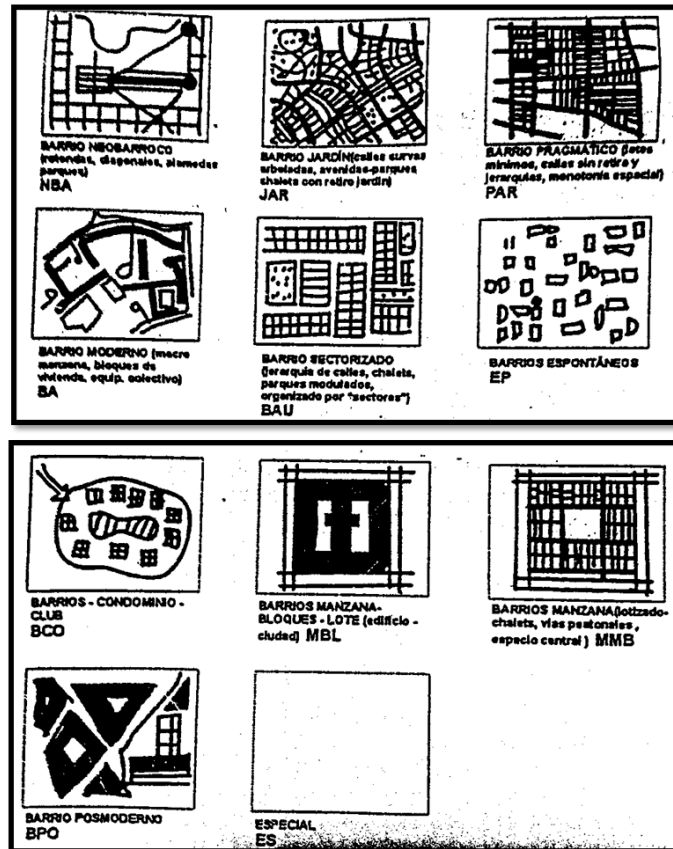 BARRIO NEOBARROCO
(rotondas, diagonales, alamedas
parques)
NBA
BARRIO JARDÍN(calles curvas
arboladas, avenidas-parques
chalets con retiro jardín)
JAR
BARRIO PRAGMÁTICO (lotes
mínimos, calles sin retiro y
jerarquías, monotonía espacial)
PAR
BARRIO MODERNO (macro
manzana, bloques de
vivienda, equip. colectivo)
BA
BARRIO SECTORIZADO
(jerarquía de calles, chalets,
parques modulados,
organizado por "sectores")
BAU
BARRIOS ESPONTÁNEOS
EP
BARRIOS - CONDOMINIO -
CLUB
BCO
BARRIOS MANZANA-
BLOQUES - LOTE (edificio -
ciudad) MBL
BARRIOS MANZANA(lotizado-
chalets, vías peatonales,
espacio central ) MMB
BARRIO POSMODERNO
BPO
ESPECIAL
ES